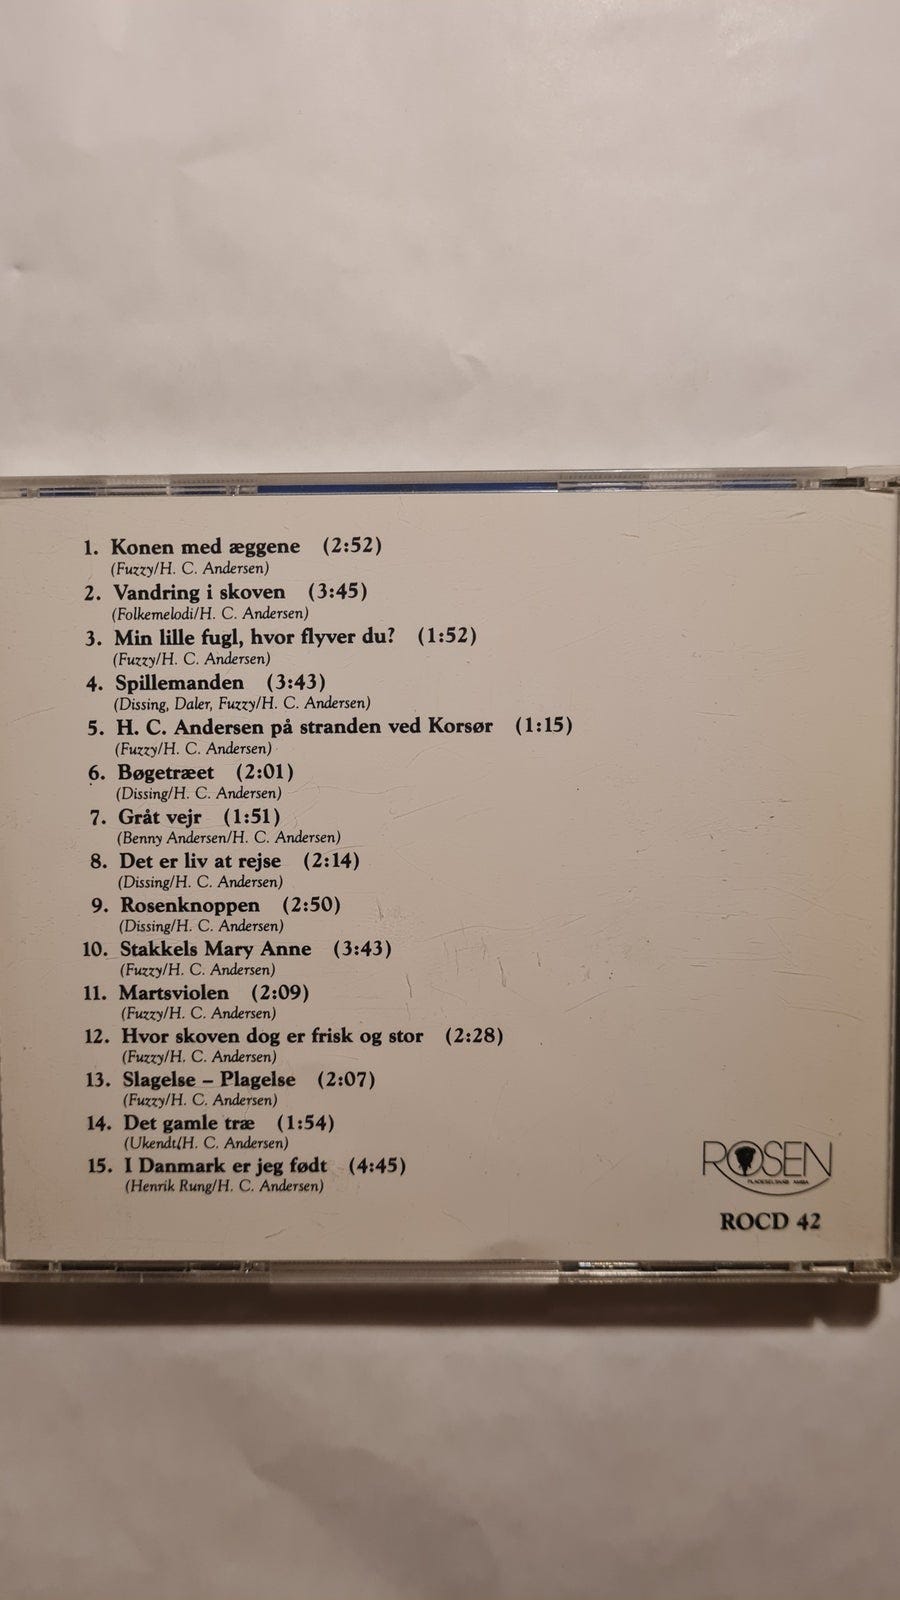 1. Konen med æggene (2:52)
(Fuzzy/H. C. Andersen)
2. Vandring i skoven (3:45)
(Folkemelodi/H. C. Andersen)
3. Min lille fugl, hvor flyver du? (1:52)
(Fuzzy/H. C. Andersen)
4. Spillemanden (3:43)
(Dissing, Daler, Fuzzy/H. C. Andersen)
5. H. C. Andersen på stranden ved Korsør (1:15)
(Fuzzy/H. C. Andersen)
6. Bøgetræet (2:01)
(Dissing/H. C. Andersen)
7. Gråt vejr (1:51)
(Benny Andersen/H. C. Andersen)
8. Det er liv at rejse (2:14)
(Dissing/H. C. Andersen)
9. Rosenknoppen (2:50)
(Dissing/H. C. Andersen)
10. Stakkels Mary Anne (3:43)
(Fuzzy/H. C. Andersen)
11. Martsviolen (2:09)
(Fuzzy/H. C. Andersen)
12. Hvor skoven dog er frisk og stor (2:28)
(Fuzzy/H. C. Andersen)
13. Slagelse – Plagelse (2:07)
(Fuzzy/H. C. Andersen)
14. Det gamle træ (1:54)
(Ukendt/H. C. Andersen)
15. I Danmark er jeg født (4:45)
(Henrik Rung/H. C. Andersen)
ROSEN
ROCD 42